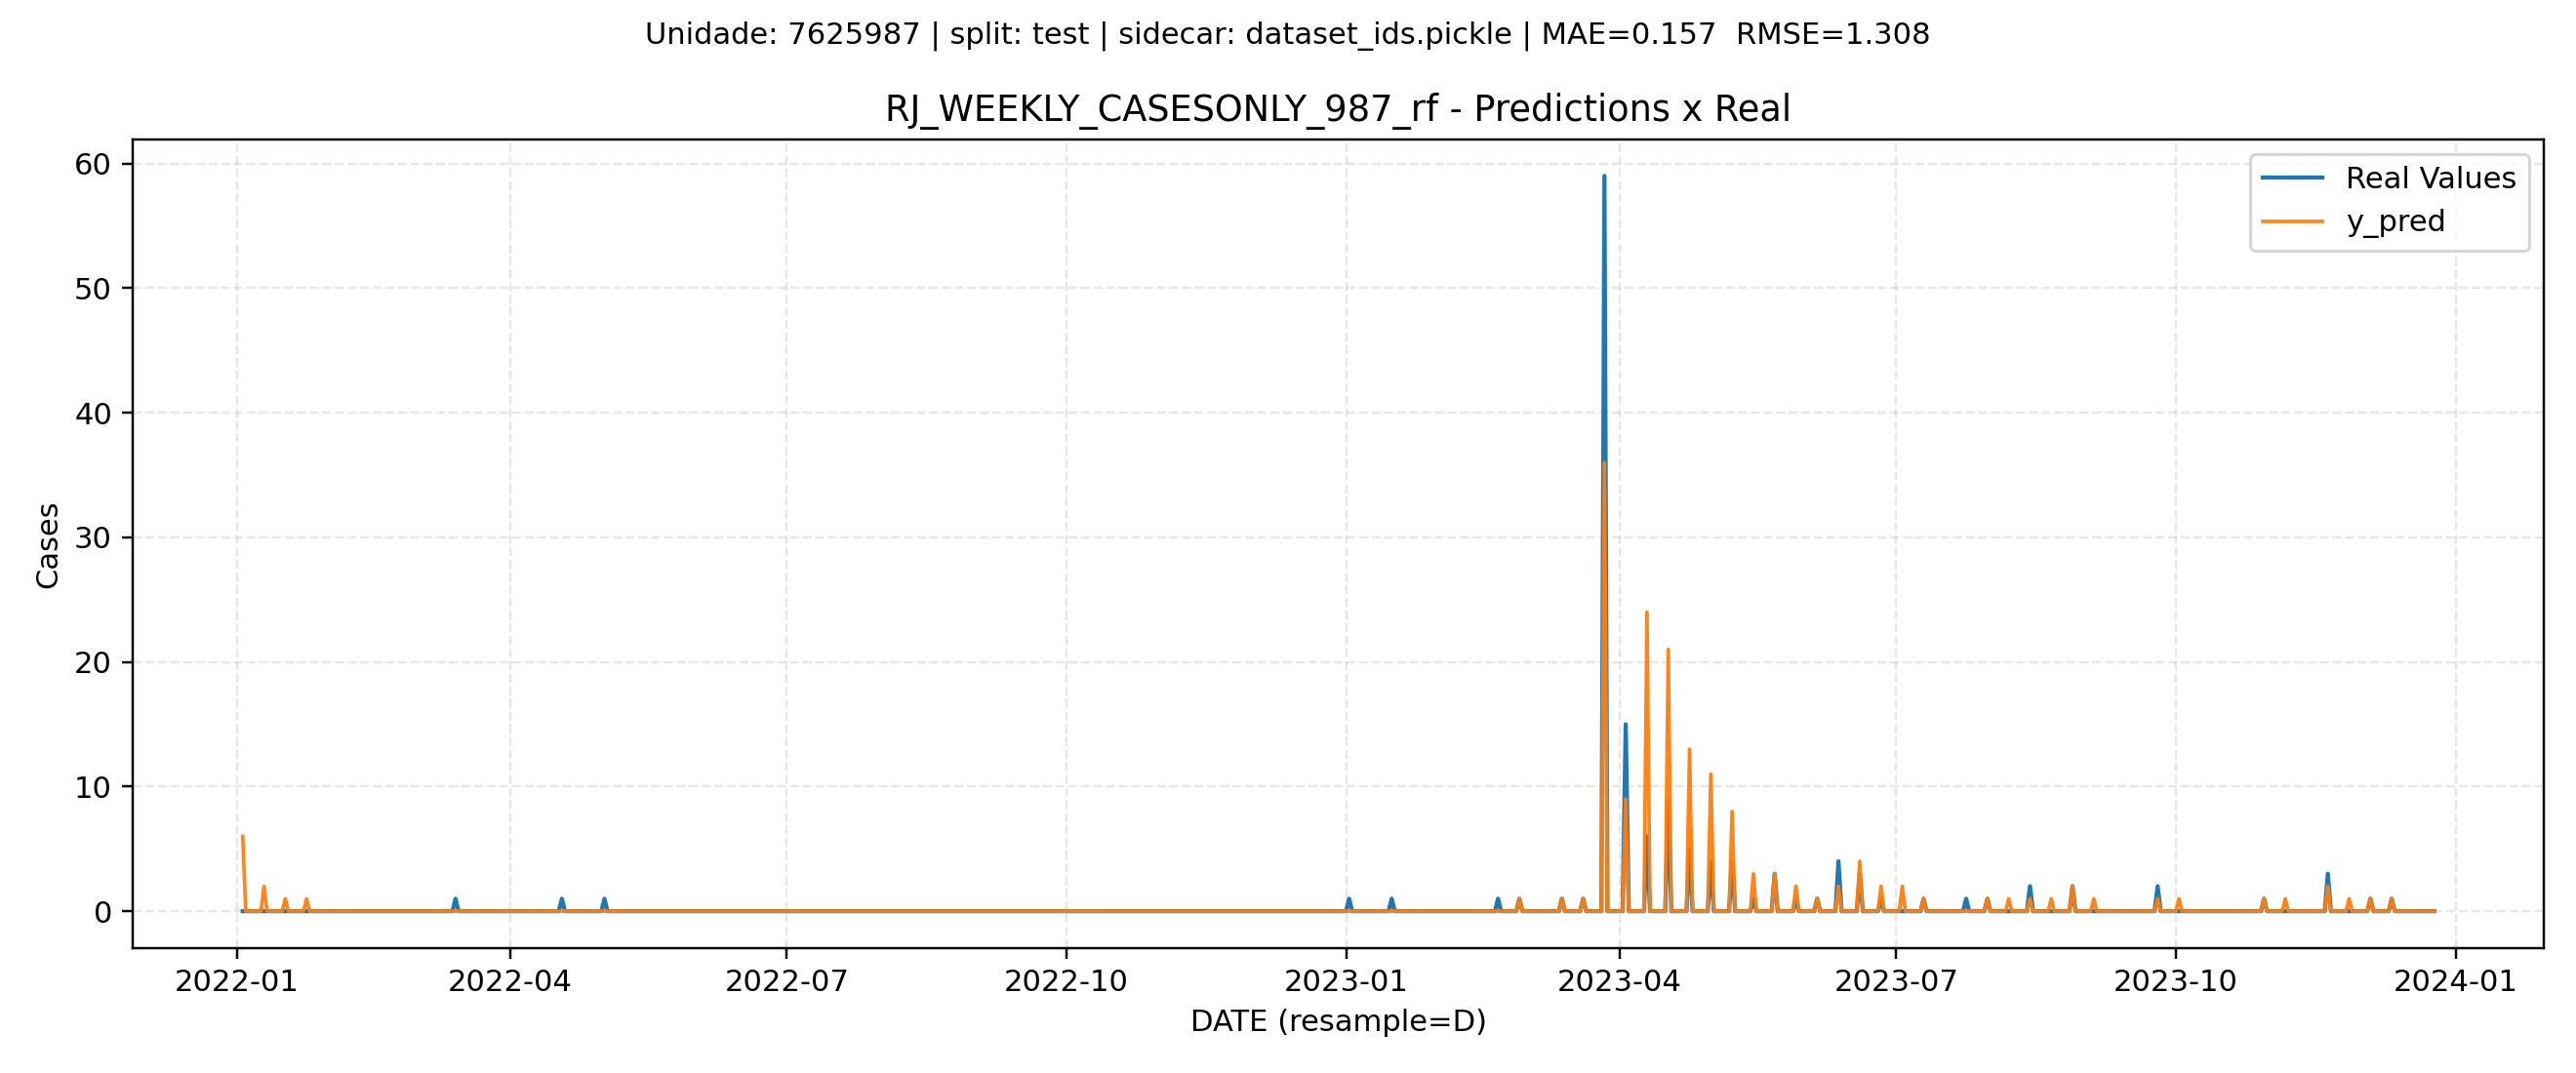 Unidade: 7625987 | split: test | sidecar: dataset_ids.pickle | MAE=0.157  RMSE=1.308
RJ_WEEKLY_CASESONLY_987_rf - Predictions x Real
Real Values
y_pred
60
50
40
30
20
10
0
Cases
2022-01
2022-04
2022-07
2022-10
2023-01
2023-04
2023-07
2023-10
2024-01
DATE (resample=D)